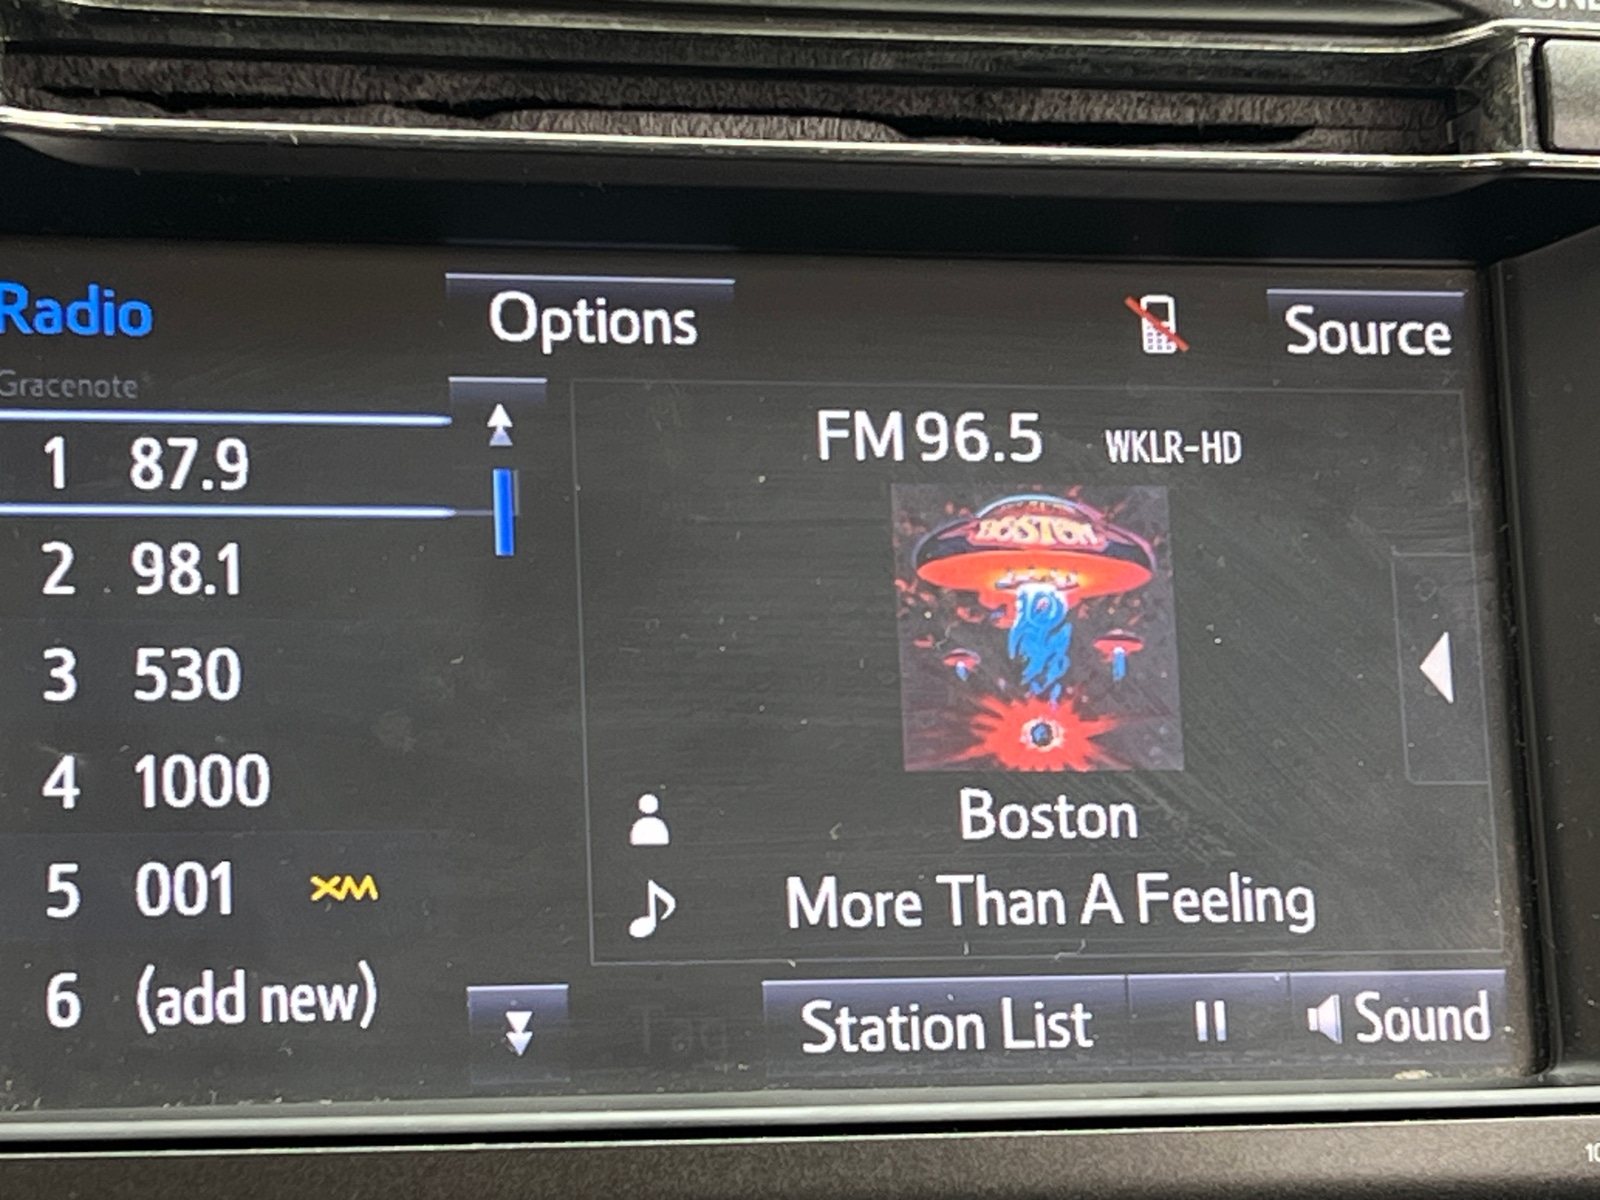 Radio
Options
Source
Gracenote
FM 96.5 WKLR-HD
1 87.9
2 98.1
3 530
4 1000
5 001 XM
6 (add new)
BOSTON
Boston
More Than A Feeling
Tag
Station List
Sound